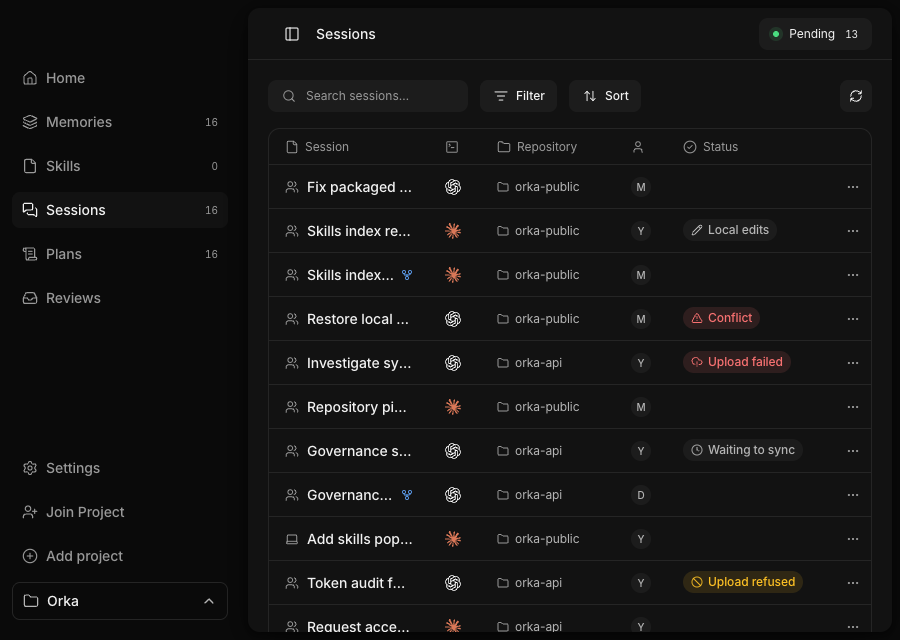 Sessions
Pending 13
Home
Memories 16
Skills 0
Sessions 16
Plans 16
Reviews
Settings
Join Project
Add project
Orka
Search sessions...
Filter
Sort
Session Repository Status
Fix packaged ... orka-public M
Skills index re... orka-public Y Local edits
Skills index... orka-public M
Restore local ... orka-public M Conflict
Investigate sy... orka-api Y Upload failed
Repository pi... orka-public M
Governance s... orka-api Y Waiting to sync
Governanc... orka-api D
Add skills pop... orka-public Y
Token audit f... orka-api Y Upload refused
Request acce... orka-api Y